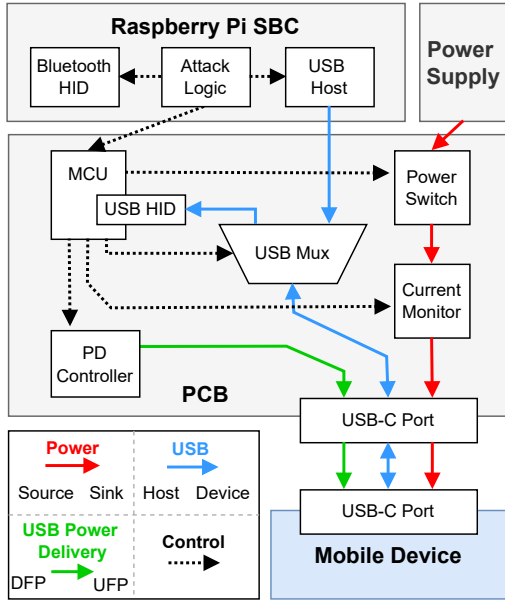 Raspberry Pi SBC
Bluetooth
HID
Attack
Logic
USB
Host
Power
Supply
MCU
USB HID
USB Mux
Power
Switch
Current
Monitor
PD
Controller
PCB
USB-C Port
USB-C Port
Mobile Device
Power
Source Sink
USB
Host Device
USB Power
Delivery
DFP UFP
Control